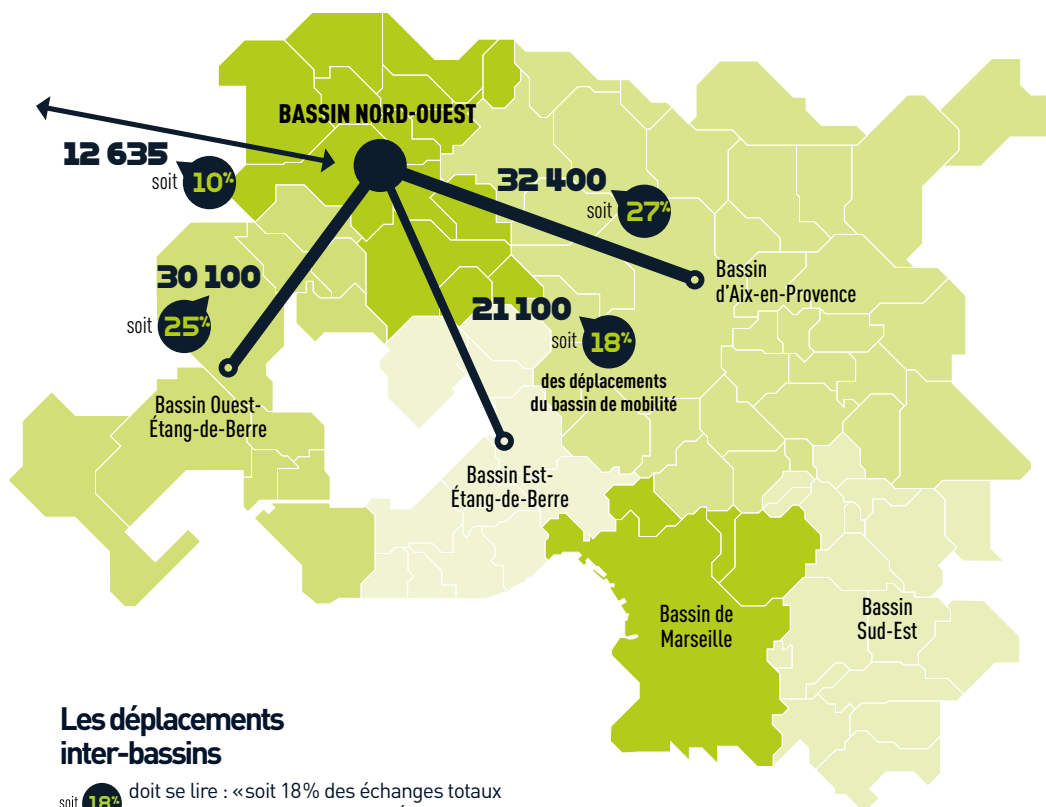 BASSIN NORD-OUEST
12 635
soit 10%
32 400
soit 27%
Bassin
d'Aix-en-Provence
30 100
soit 25%
21 100
soit 18%
des déplacements
du bassin de mobilité
Bassin Ouest-
Étang-de-Berre
Bassin Est-
Étang-de-Berre
Bassin de
Marseille
Bassin
Sud-Est
Les déplacements
inter-bassins
soit 18% doit se lire : «soit 18% des échanges totaux